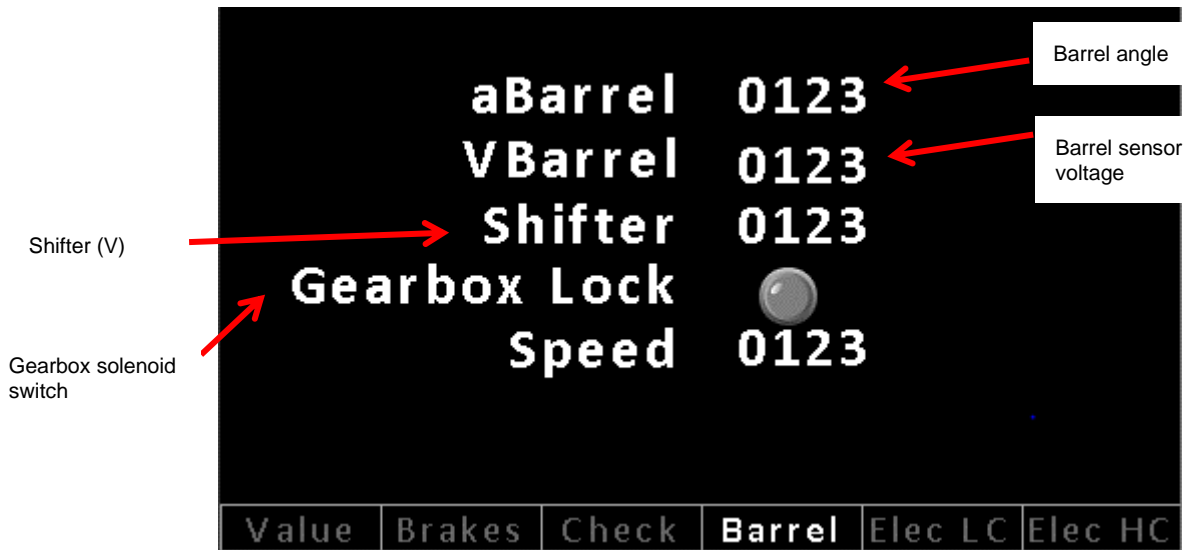 Barrel angle
aBarrel 0123
VBarrel 0123
Barrel sensor
voltage
Shifter (V)
Shifter 0123
Gearbox Lock
Speed 0123
Gearbox solenoid
switch
Value Brakes Check Barrel Elec LC Elec HC